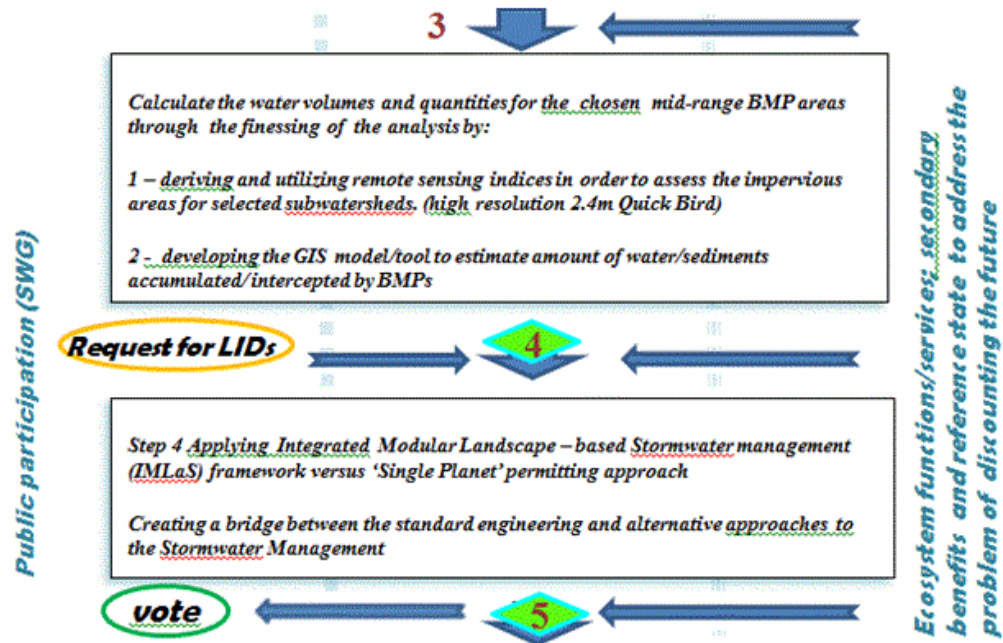 3
Calculate the water volumes and quantities for the chosen mid-range BMP areas
through the finessing of the analysis by:
1 – deriving and utilizing remote sensing indices in order to assess the impervious
areas for selected subwatersheds. (high resolution 2.4m Quick Bird)
2 - developing the GIS model/tool to estimate amount of water/sediments
accumulated/intercepted by BMPs
Public participation (SWG)
Request for LIDs
4
Step 4 Applying Integrated Modular Landscape – based Stormwater management
(IMLaS) framework versus ‘Single Planet’ permitting approach
Creating a bridge between the standard engineering and alternative approaches to
the Stormwater Management
vote
5
Ecosystem functions/services; secondary
benefits and reference state to address the
problem of discounting the future